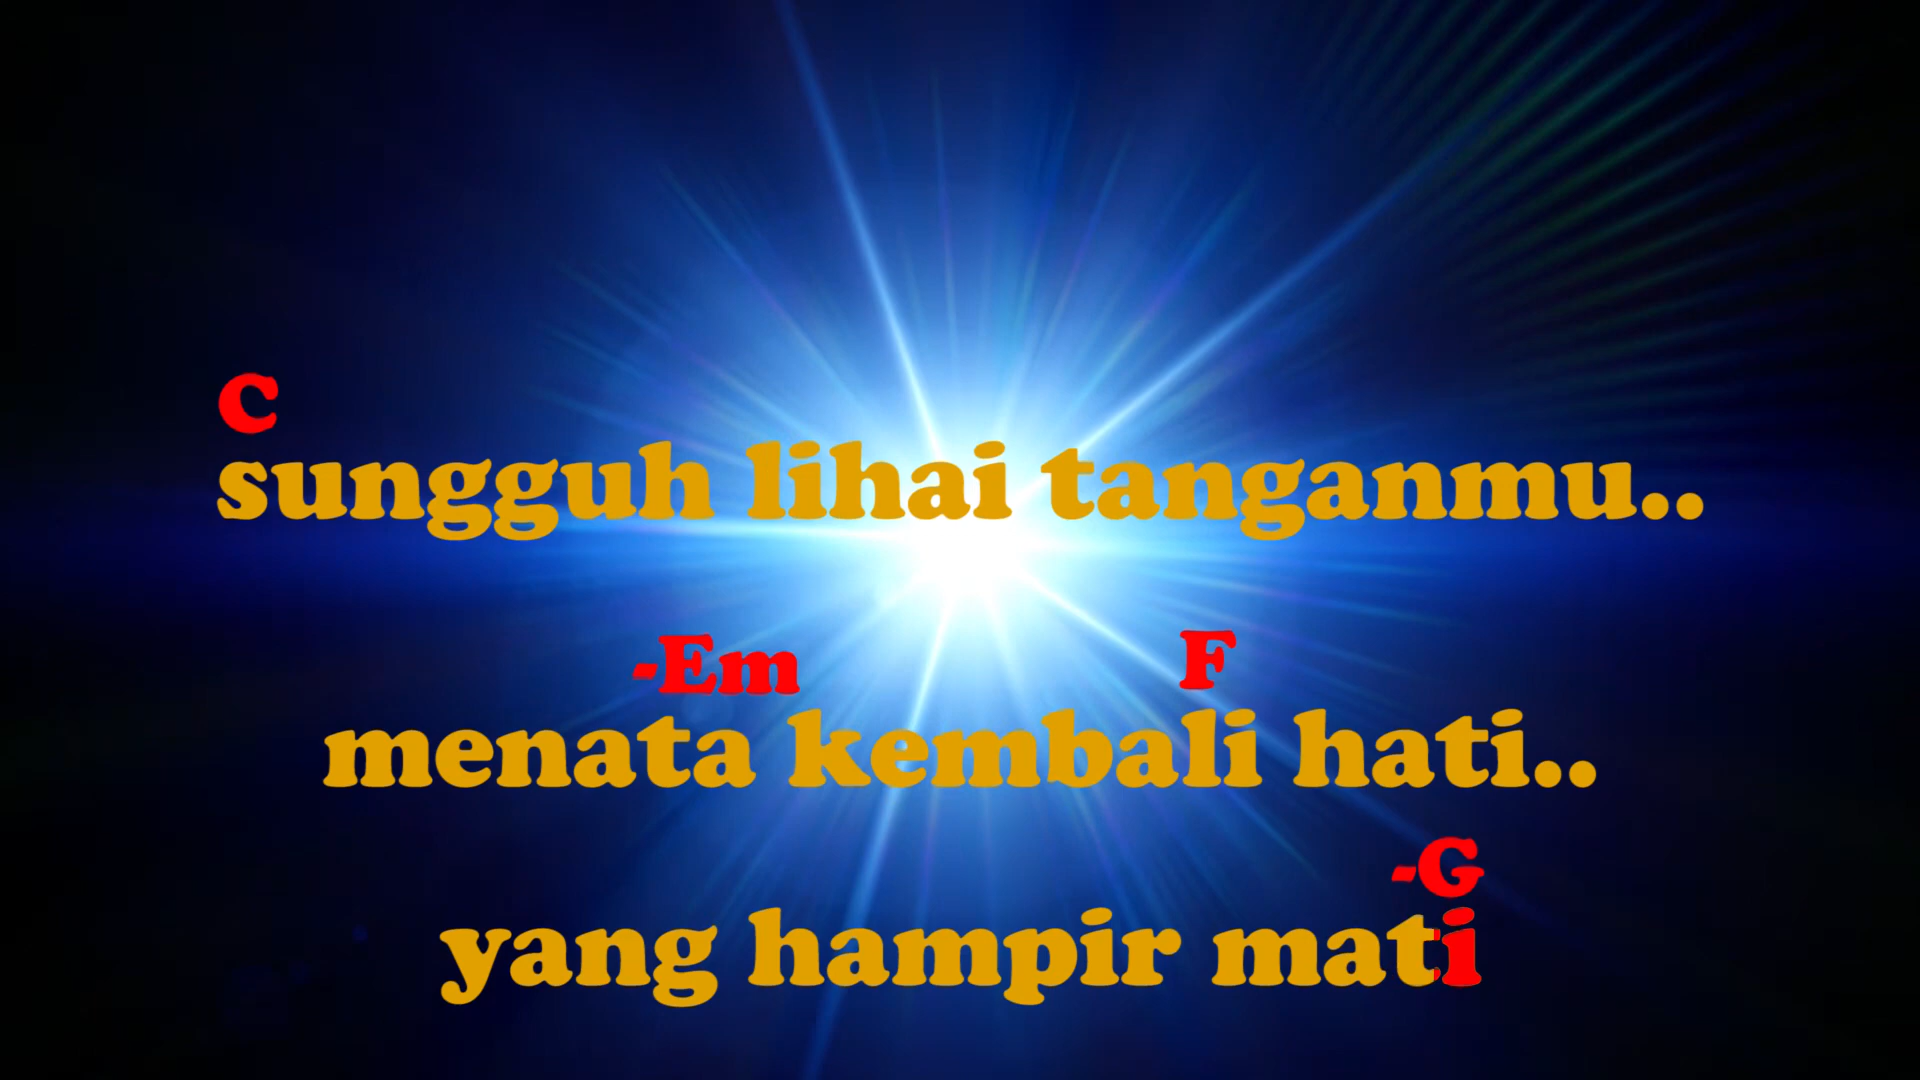 C
sungguh lihai tanganmu..
-Em F
menata kembali hati..
-G
yang hampir mati